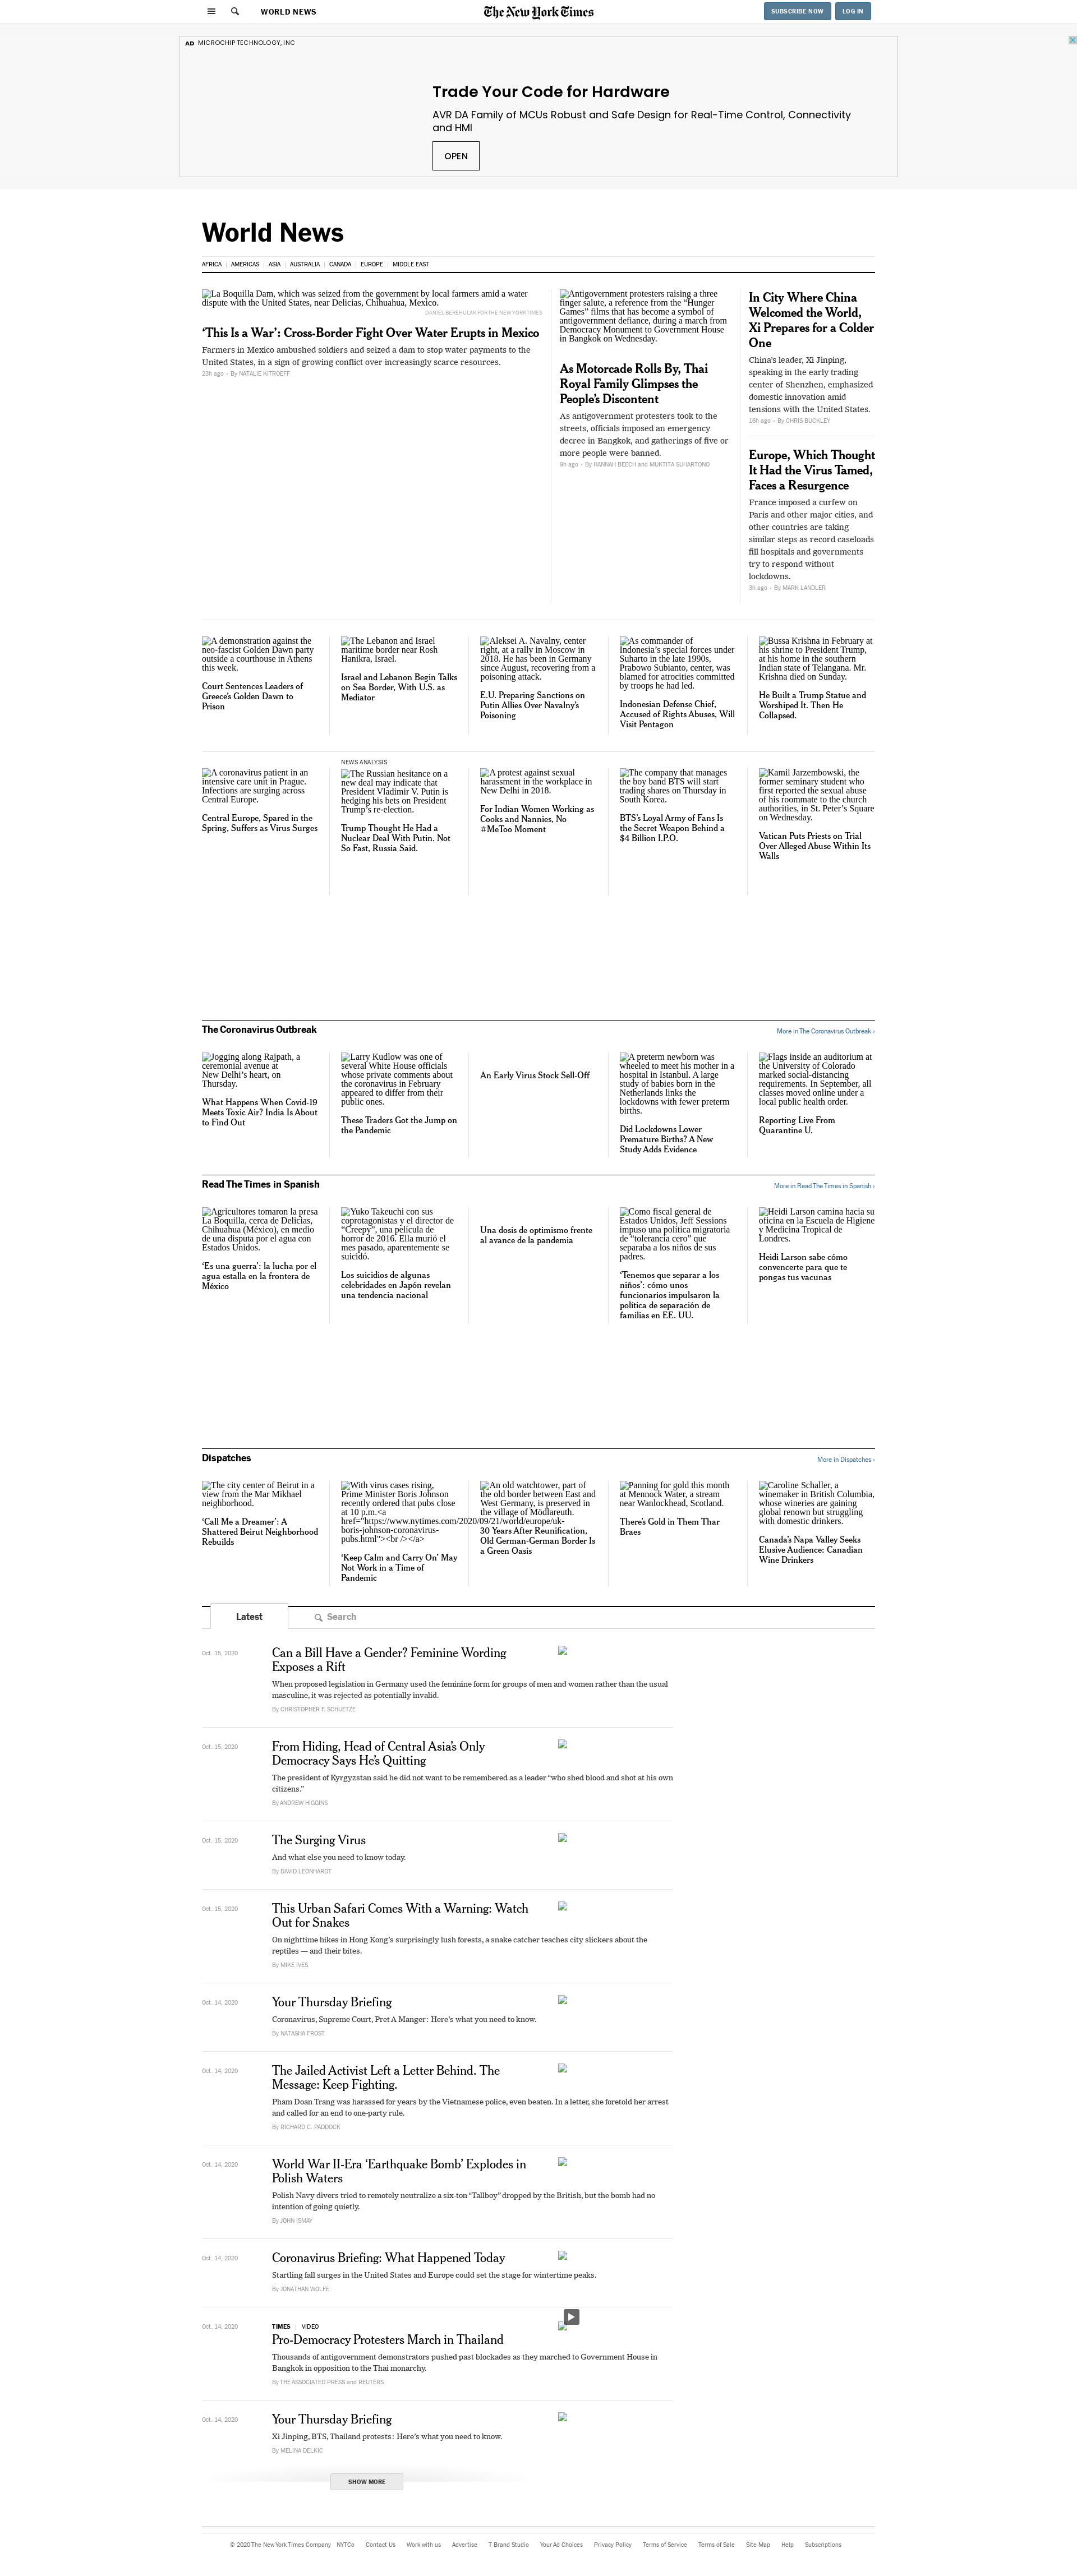 WORLD NEWS
The New York Times
SUBSCRIBE NOW
LOG IN
AD MICROCHIP TECHNOLOGY, INC
Trade Your Code for Hardware
AVR DA Family of MCUs Robust and Safe Design for Real-Time Control, Connectivity
and HMI
OPEN
World News
AFRICA
AMERICAS
ASIA
AUSTRALIA
CANADA
EUROPE
MIDDLE EAST
La Boquilla Dam, which was seized from the government by local farmers amid a water
dispute with the United States, near Delicias, Chihuahua, Mexico.
DANIEL BEREHULAK FOR THE NEW YORK TIMES
‘This Is a War’: Cross-Border Fight Over Water Erupts in Mexico
Farmers in Mexico ambushed soldiers and seized a dam to stop water payments to the
United States, in a sign of growing conflict over increasingly scarce resources.
23h ago · By NATALIE KITROEFF
Antigovernment protesters raising a three
finger salute, a reference from the “Hunger
Games” films that has become a symbol of
antigovernment defiance, during a march from
Democracy Monument to Government House
in Bangkok on Wednesday.
As Motorcade Rolls By, Thai
Royal Family Glimpses the
People’s Discontent
As antigovernment protesters took to the
streets, officials imposed an emergency
decree in Bangkok, and gatherings of five or
more people were banned.
9h ago · By HANNAH BEECH and MUKTITA SUHARTONO
In City Where China
Welcomed the World,
Xi Prepares for a Colder
One
China’s leader, Xi Jinping,
speaking in the early trading
center of Shenzhen, emphasized
domestic innovation amid
tensions with the United States.
16h ago · By CHRIS BUCKLEY
Europe, Which Thought
It Had the Virus Tamed,
Faces a Resurgence
France imposed a curfew on
Paris and other major cities, and
other countries are taking
similar steps as record caseloads
fill hospitals and governments
try to respond without
lockdowns.
3h ago · By MARK LANDLER
A demonstration against the
neo-fascist Golden Dawn party
outside a courthouse in Athens
this week.
Court Sentences Leaders of
Greece’s Golden Dawn to
Prison
The Lebanon and Israel
maritime border near Rosh
Hanikra, Israel.
Israel and Lebanon Begin Talks
on Sea Border, With U.S. as
Mediator
Aleksei A. Navalny, center
right, at a rally in Moscow in
2018. He has been in Germany
since August, recovering from a
poisoning attack.
E.U. Preparing Sanctions on
Putin Allies Over Navalny’s
Poisoning
As commander of
Indonesia’s special forces under
Suharto in the late 1990s,
Prabowo Subianto, center, was
blamed for atrocities committed
by troops he had led.
Indonesian Defense Chief,
Accused of Rights Abuses, Will
Visit Pentagon
Bussa Krishna in February at
his shrine to President Trump,
at his home in the southern
Indian state of Telangana. Mr.
Krishna died on Sunday.
He Built a Trump Statue and
Worshiped It. Then He
Collapsed.
A coronavirus patient in an
intensive care unit in Prague.
Infections are surging across
Central Europe.
Central Europe, Spared in the
Spring, Suffers as Virus Surges
NEWS ANALYSIS
The Russian hesitance on a
new deal may indicate that
President Vladimir V. Putin is
hedging his bets on President
Trump’s re-election.
Trump Thought He Had a
Nuclear Deal With Putin. Not
So Fast, Russia Said.
A protest against sexual
harassment in the workplace in
New Delhi in 2018.
For Indian Women Working as
Cooks and Nannies, No
#MeToo Moment
The company that manages
the boy band BTS will start
trading shares on Thursday in
South Korea.
BTS’s Loyal Army of Fans Is
the Secret Weapon Behind a
$4 Billion I.P.O.
Kamil Jarzembowski, the
former seminary student who
first reported the sexual abuse
of his roommate to the church
authorities, in St. Peter’s Square
on Wednesday.
Vatican Puts Priests on Trial
Over Alleged Abuse Within Its
Walls
The Coronavirus Outbreak
More in The Coronavirus Outbreak ›
Jogging along Rajpath, a
ceremonial avenue at
New Delhi’s heart, on
Thursday.
What Happens When Covid-19
Meets Toxic Air? India Is About
to Find Out
Larry Kudlow was one of
several White House officials
whose private comments about
the coronavirus in February
appeared to differ from their
public ones.
These Traders Got the Jump on
the Pandemic
An Early Virus Stock Sell-Off
A preterm newborn was
wheeled to meet his mother in a
hospital in Istanbul. A large
study of babies born in the
Netherlands links the
lockdowns with fewer preterm
births.
Did Lockdowns Lower
Premature Births? A New
Study Adds Evidence
Flags inside an auditorium at
the University of Colorado
marked social-distancing
requirements. In September, all
classes moved online under a
local public health order.
Reporting Live From
Quarantine U.
Read The Times in Spanish
More in Read The Times in Spanish ›
Agricultores tomaron la presa
La Boquilla, cerca de Delicias,
Chihuahua (México), en medio
de una disputa por el agua con
Estados Unidos.
‘Es una guerra’: la lucha por el
agua estalla en la frontera de
México
Yuko Takeuchi con sus
coprotagonistas y el director de
“Creepy”, una película de
horror de 2016. Ella murió el
mes pasado, aparentemente se
suicidó.
Los suicidios de algunas
celebridades en Japón revelan
una tendencia nacional
Una dosis de optimismo frente
al avance de la pandemia
Como fiscal general de
Estados Unidos, Jeff Sessions
impuso una política migratoria
de “tolerancia cero” que
separaba a los niños de sus
padres.
‘Tenemos que separar a los
niños’: cómo unos
funcionarios impulsaron la
política de separación de
familias en EE. UU.
Heidi Larson camina hacia su
oficina en la Escuela de Higiene
y Medicina Tropical de
Londres.
Heidi Larson sabe cómo
convencerte para que te
pongas tus vacunas
Dispatches
More in Dispatches ›
The city center of Beirut in a
view from the Mar Mikhael
neighborhood.
‘Call Me a Dreamer’: A
Shattered Beirut Neighborhood
Rebuilds
With virus cases rising,
Prime Minister Boris Johnson
recently ordered that pubs close
at 10 p.m.<a
href="https://www.nytimes.com/2020/09/21/world/europe/uk-
boris-johnson-coronavirus-
pubs.html"><br /></a>
‘Keep Calm and Carry On’ May
Not Work in a Time of
Pandemic
An old watchtower, part of
the old border between East and
West Germany, is preserved in
the village of Mödlareuth.
30 Years After Reunification,
Old German-German Border Is
a Green Oasis
Panning for gold this month
at Mennock Water, a stream
near Wanlockhead, Scotland.
There’s Gold in Them Thar
Braes
Caroline Schaller, a
winemaker in British Columbia,
whose wineries are gaining
global renown but struggling
with domestic drinkers.
Canada’s Napa Valley Seeks
Elusive Audience: Canadian
Wine Drinkers
Latest
Search
Oct. 15, 2020
Can a Bill Have a Gender? Feminine Wording
Exposes a Rift
When proposed legislation in Germany used the feminine form for groups of men and women rather than the usual
masculine, it was rejected as potentially invalid.
By CHRISTOPHER F. SCHUETZE
Oct. 15, 2020
From Hiding, Head of Central Asia’s Only
Democracy Says He’s Quitting
The president of Kyrgyzstan said he did not want to be remembered as a leader “who shed blood and shot at his own
citizens.”
By ANDREW HIGGINS
Oct. 15, 2020
The Surging Virus
And what else you need to know today.
By DAVID LEONHARDT
Oct. 15, 2020
This Urban Safari Comes With a Warning: Watch
Out for Snakes
On nighttime hikes in Hong Kong’s surprisingly lush forests, a snake catcher teaches city slickers about the
reptiles — and their bites.
By MIKE IVES
Oct. 14, 2020
Your Thursday Briefing
Coronavirus, Supreme Court, Pret A Manger: Here’s what you need to know.
By NATASHA FROST
Oct. 14, 2020
The Jailed Activist Left a Letter Behind. The
Message: Keep Fighting.
Pham Doan Trang was harassed for years by the Vietnamese police, even beaten. In a letter, she foretold her arrest
and called for an end to one-party rule.
By RICHARD C. PADDOCK
Oct. 14, 2020
World War II-Era ‘Earthquake Bomb’ Explodes in
Polish Waters
Polish Navy divers tried to remotely neutralize a six-ton “Tallboy” dropped by the British, but the bomb had no
intention of going quietly.
By JOHN ISMAY
Oct. 14, 2020
Coronavirus Briefing: What Happened Today
Startling fall surges in the United States and Europe could set the stage for wintertime peaks.
By JONATHAN WOLFE
Oct. 14, 2020
TIMES | VIDEO
Pro-Democracy Protesters March in Thailand
Thousands of antigovernment demonstrators pushed past blockades as they marched to Government House in
Bangkok in opposition to the Thai monarchy.
By THE ASSOCIATED PRESS and REUTERS
Oct. 14, 2020
Your Thursday Briefing
Xi Jinping, BTS, Thailand protests: Here’s what you need to know.
By MELINA DELKIC
SHOW MORE
© 2020 The New York Times Company
NYTCo
Contact Us
Work with us
Advertise
T Brand Studio
Your Ad Choices
Privacy Policy
Terms of Service
Terms of Sale
Site Map
Help
Subscriptions